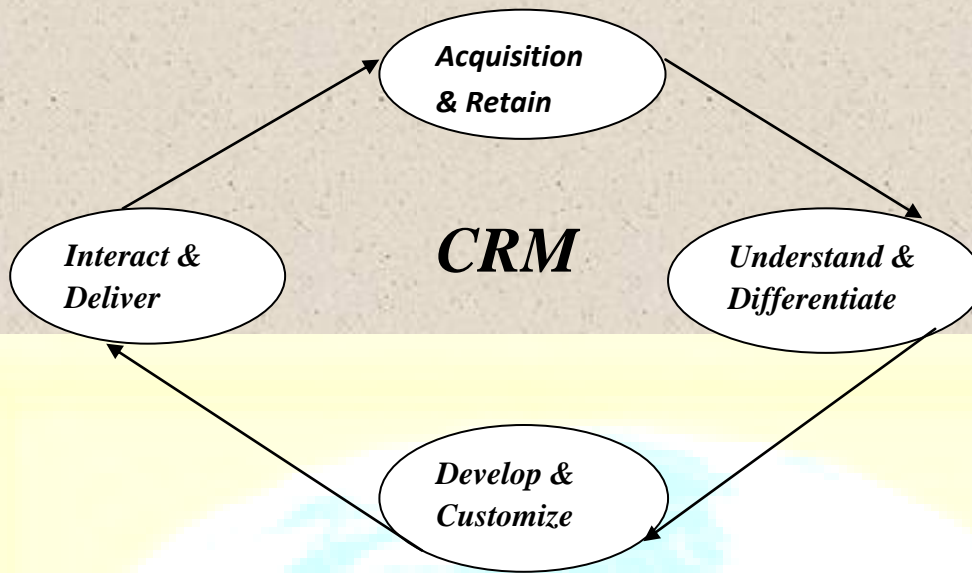 Acquisition
& Retain
Interact &
Deliver
CRM
Understand &
Differentiate
Develop &
Customize